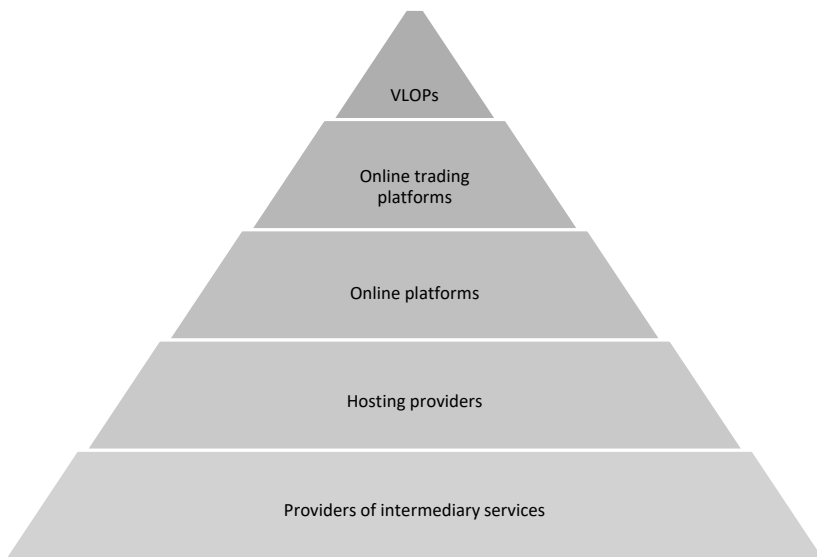 VLOPs
Online trading
platforms
Online platforms
Hosting providers
Providers of intermediary services